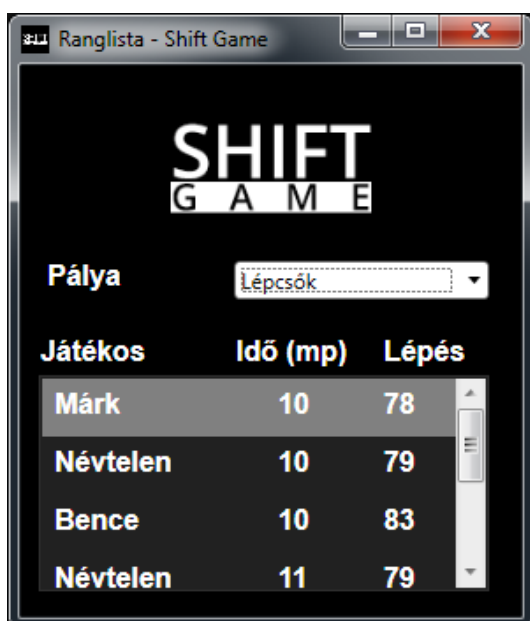 Ranglista - Shift Game
SHIFT
GAME
Pálya Lépcsők
Játékos Idő (mp) Lépés
Márk 10 78
Névtelen 10 79
Bence 10 83
Névtelen 11 79